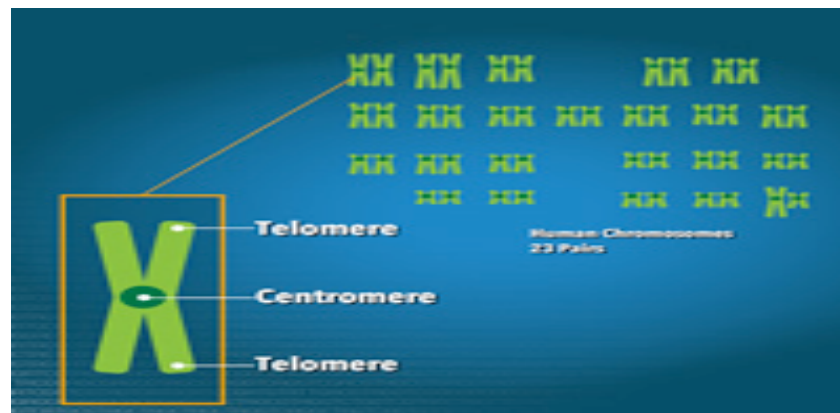 Telomere
Human Chromosomes
23 Pairs
Centromere
Telomere